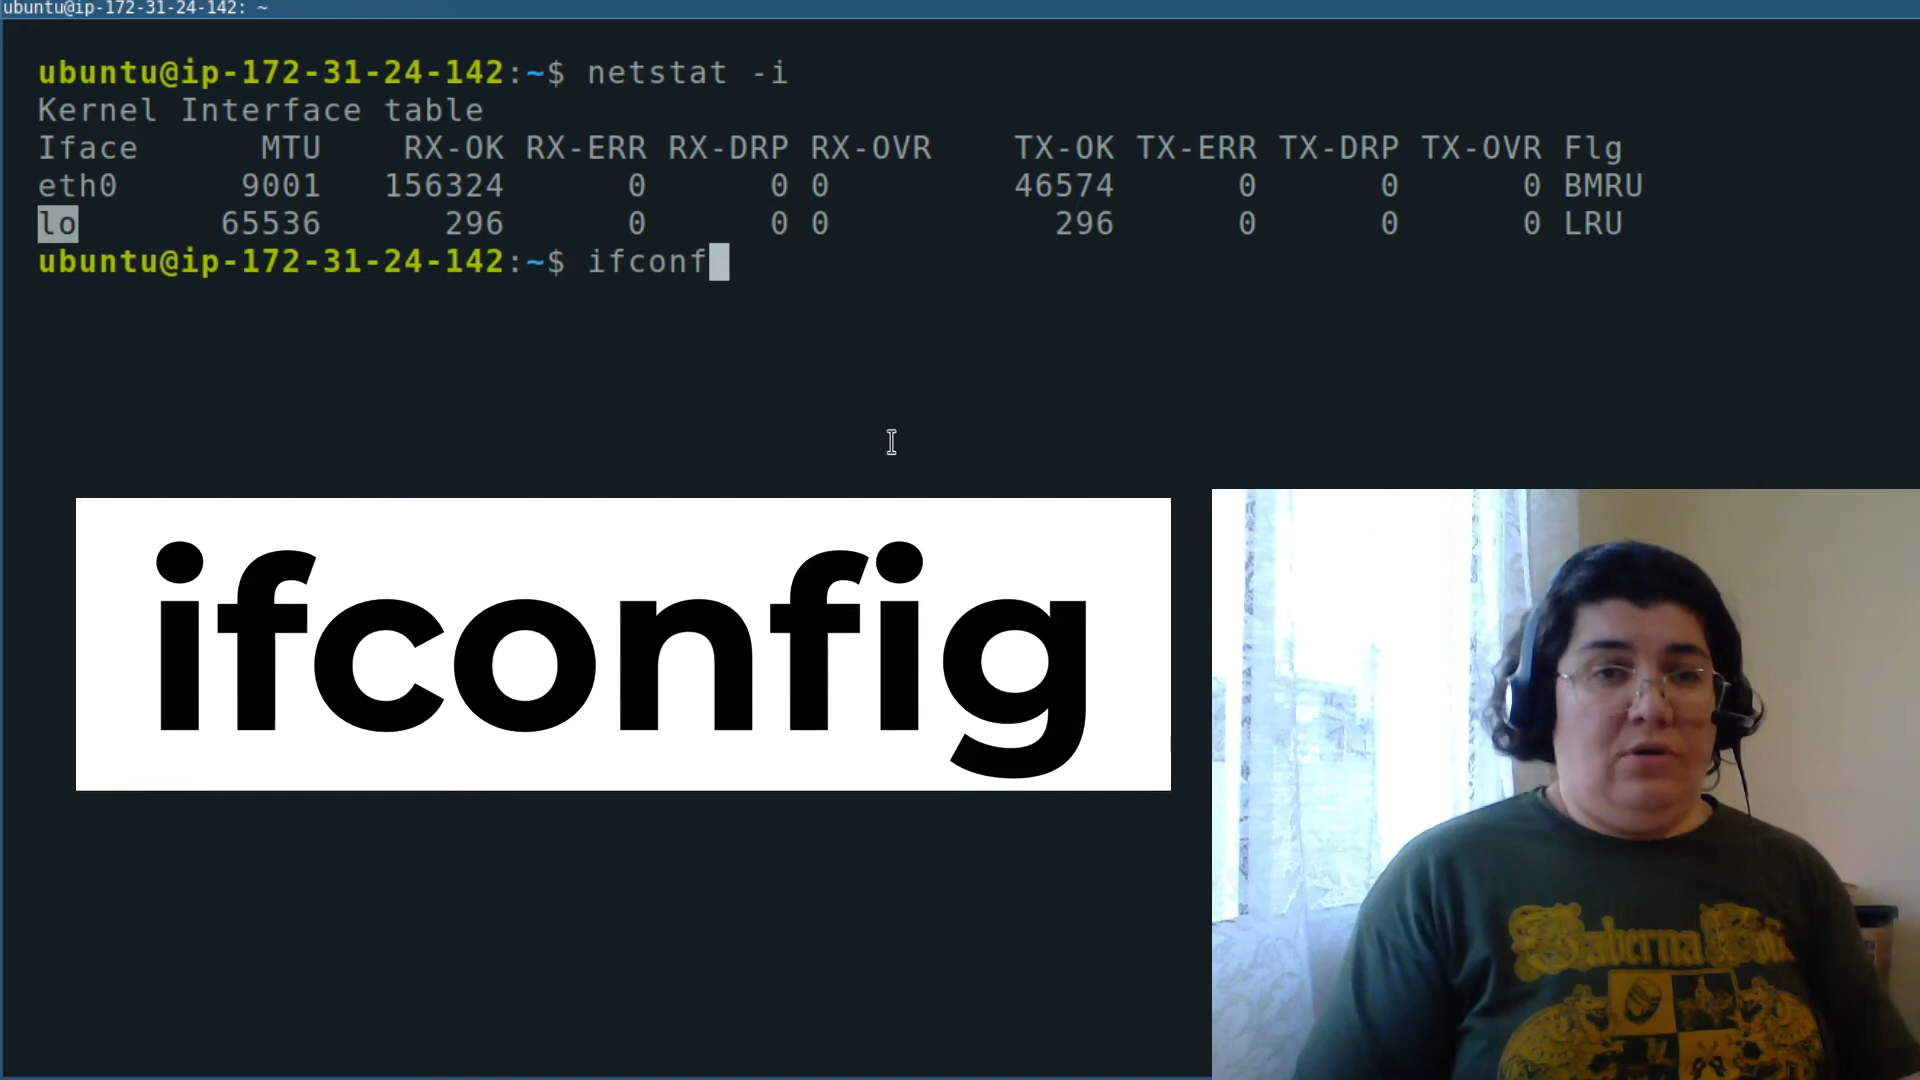 ubuntu@ip-172-31-24-142: ~
ubuntu@ip-172-31-24-142:~$ netstat -i
Kernel Interface table
Iface MTU RX-OK RX-ERR RX-DRP RX-OVR TX-OK TX-ERR TX-DRP TX-OVR Flg
eth0 9001 156324 0 0 0 46574 0 0 0 BMRU
lo 65536 296 0 0 0 296 0 0 0 LRU
ubuntu@ip-172-31-24-142:~$ ifconf
ifconfig
Taberna Folk